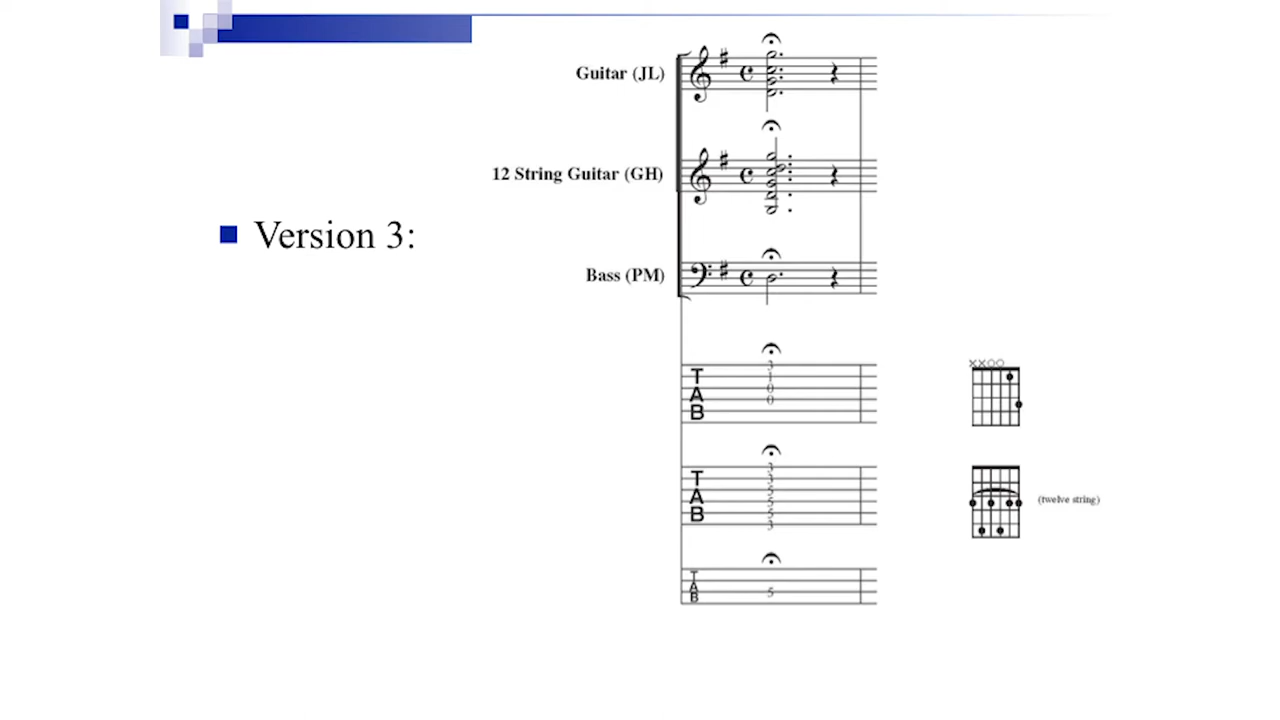 Guitar (JL)
12 String Guitar (GH)
Version 3:
Bass (PM)
3
T 1
0
A 0
B
xx○○
3
T 3
5
A 5
B 5
3
(twelve string)
T
A 5
B